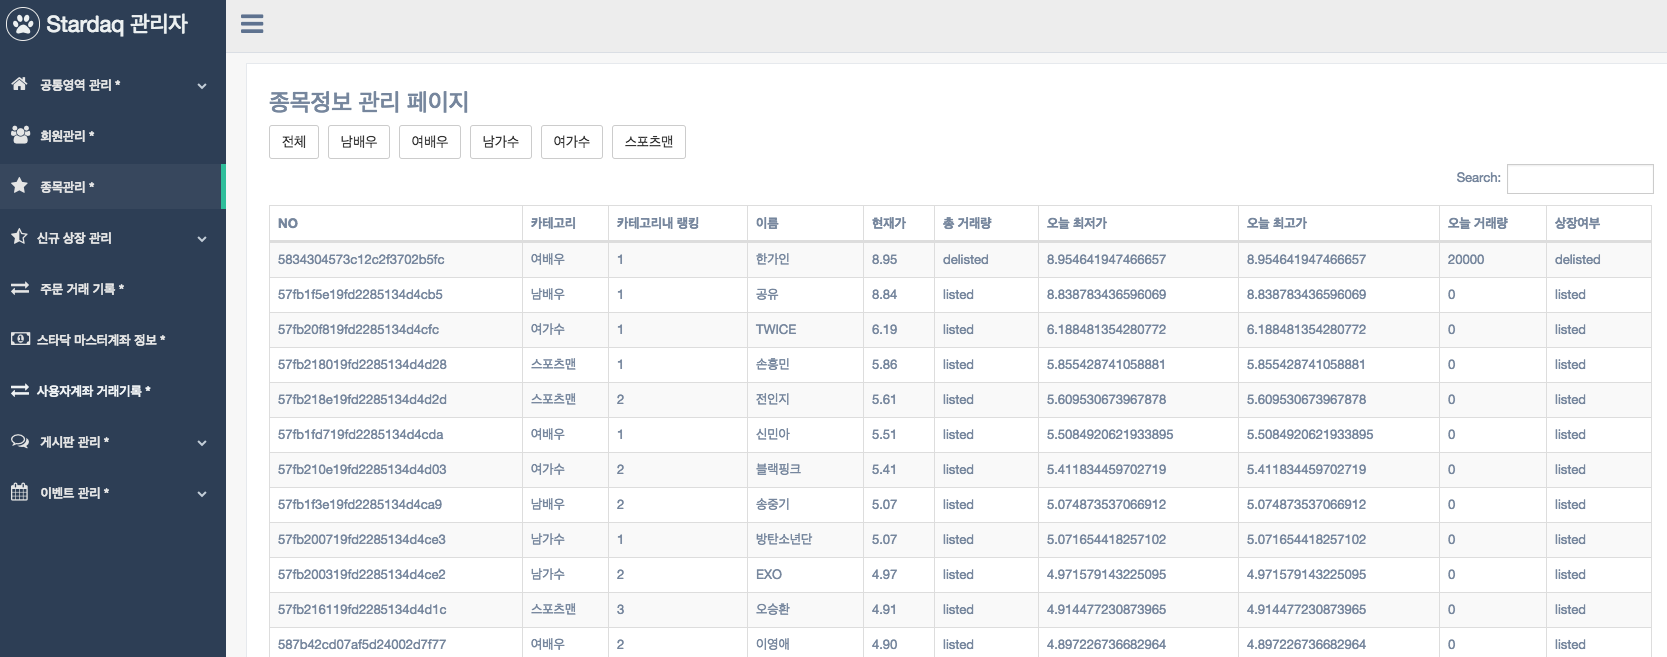 Stardaq 관리자
공통영역 관리 *
회원관리 *
종목관리 *
신규 상장 관리
주문 거래 기록 *
스타닥 마스터계좌 정보 *
사용자계좌 거래기록 *
게시판 관리 *
이벤트 관리 *
종목정보 관리 페이지
전체 남배우 여배우 남가수 여가수 스포츠맨
Search:
NO 카테고리 카테고리내 랭킹 이름 현재가 총 거래량 오늘 최저가 오늘 최고가 오늘 거래량 상장여부
5834304573c12c2f3702b5fc 여배우 1 한가인 8.95 delisted 8.954641947466657 8.954641947466657 20000 delisted
57fb1f5e19fd2285134d4cb5 남배우 1 공유 8.84 listed 8.838783436596069 8.838783436596069 0 listed
57fb20f819fd2285134d4cfc 여가수 1 TWICE 6.19 listed 6.188481354280772 6.188481354280772 0 listed
57fb218019fd2285134d4d28 스포츠맨 1 손흥민 5.86 listed 5.855428741058881 5.855428741058881 0 listed
57fb218e19fd2285134d4d2d 스포츠맨 2 전인지 5.61 listed 5.609530673967878 5.609530673967878 0 listed
57fb1fd719fd2285134d4cda 여배우 1 신민아 5.51 listed 5.5084920621933895 5.5084920621933895 0 listed
57fb210e19fd2285134d4d03 여가수 2 블랙핑크 5.41 listed 5.411834459702719 5.411834459702719 0 listed
57fb1f3e19fd2285134d4ca9 남배우 2 송중기 5.07 listed 5.074873537066912 5.074873537066912 0 listed
57fb200719fd2285134d4ce3 남가수 1 방탄소년단 5.07 listed 5.071654418257102 5.071654418257102 0 listed
57fb200319fd2285134d4ce2 남가수 2 EXO 4.97 listed 4.971579143225095 4.971579143225095 0 listed
57fb216119fd2285134d4d1c 스포츠맨 3 오승환 4.91 listed 4.914477230873965 4.914477230873965 0 listed
587b42cd07af5d24002d7f77 여배우 2 이영애 4.90 listed 4.897226736682964 4.897226736682964 0 listed